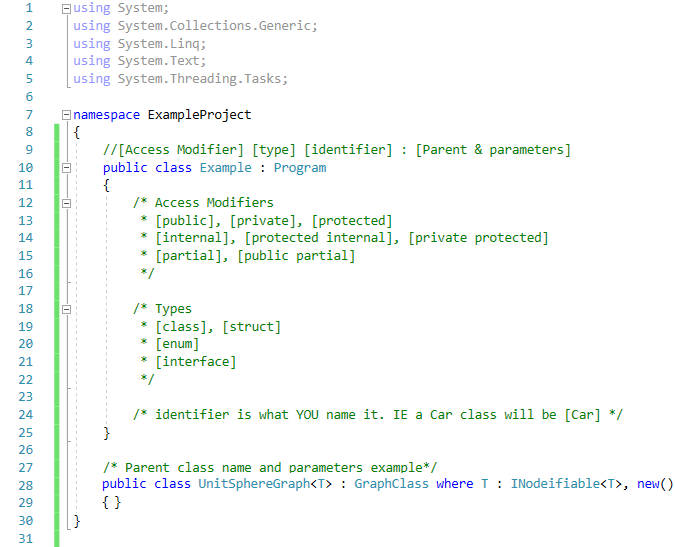 1 using System;
2 using System.Collections.Generic;
3 using System.Linq;
4 using System.Text;
5 using System.Threading.Tasks;
6
7 namespace ExampleProject
8 {
9 //[Access Modifier] [type] [identifier] : [Parent & parameters]
10 public class Example : Program
11 {
12 /* Access Modifiers
13 * [public], [private], [protected]
14 * [internal], [protected internal], [private protected]
15 * [partial], [public partial]
16 */
17
18 /* Types
19 * [class], [struct]
20 * [enum]
21 * [interface]
22 */
23
24 /* identifier is what YOU name it. IE a Car class will be [Car] */
25 }
26
27 /* Parent class name and parameters example*/
28 public class UnitSphereGraph<T> : GraphClass where T : INodeifiable<T>, new()
29 { }
30 }
31